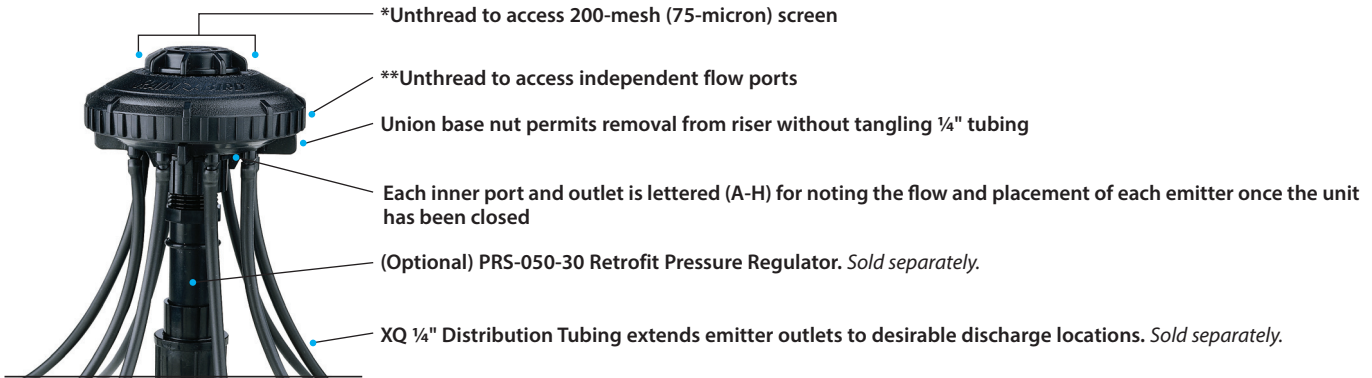 *Unthread to access 200-mesh (75-micron) screen
**Unthread to access independent flow ports
Union base nut permits removal from riser without tangling ¼" tubing
Each inner port and outlet is lettered (A-H) for noting the flow and placement of each emitter once the unit
has been closed
(Optional) PRS-050-30 Retrofit Pressure Regulator. Sold separately.
XQ ¼" Distribution Tubing extends emitter outlets to desirable discharge locations. Sold separately.
RAIN BIRD